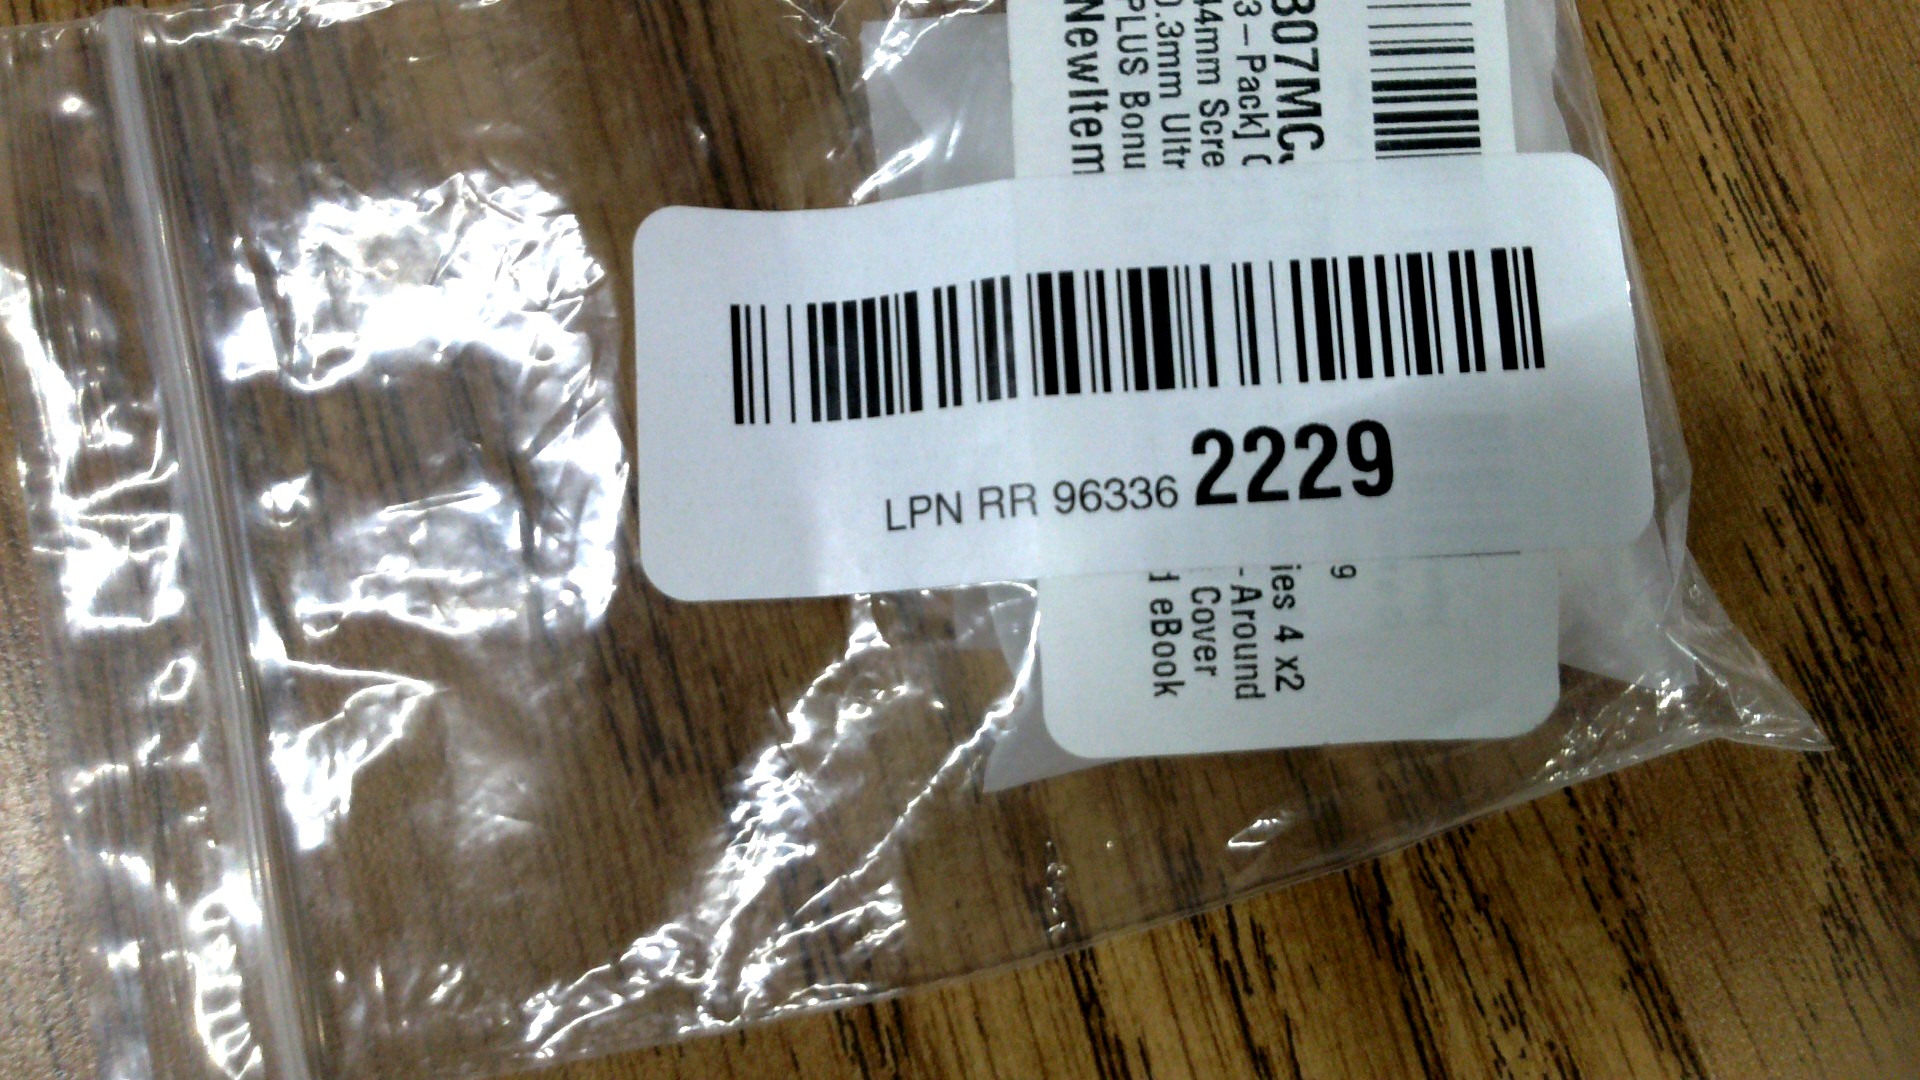 307MC
3-Pack] (
44mm Scre
0.3mm Ultr
PLUS Bonu
NewItem
LPN RR 96336 2229
9
ies 4 x2
- Around
Cover
eBook